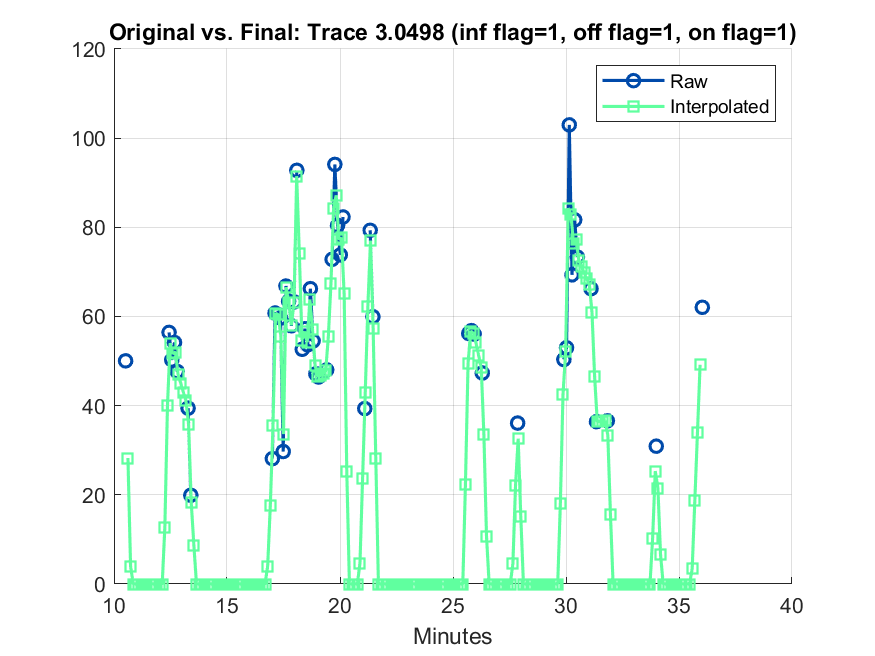 Original vs. Final: Trace 3.0498 (inf flag=1, off flag=1, on flag=1)
120
100
80
60
40
20
0
10 15 20 25 30 35 40
Minutes
Raw
Interpolated